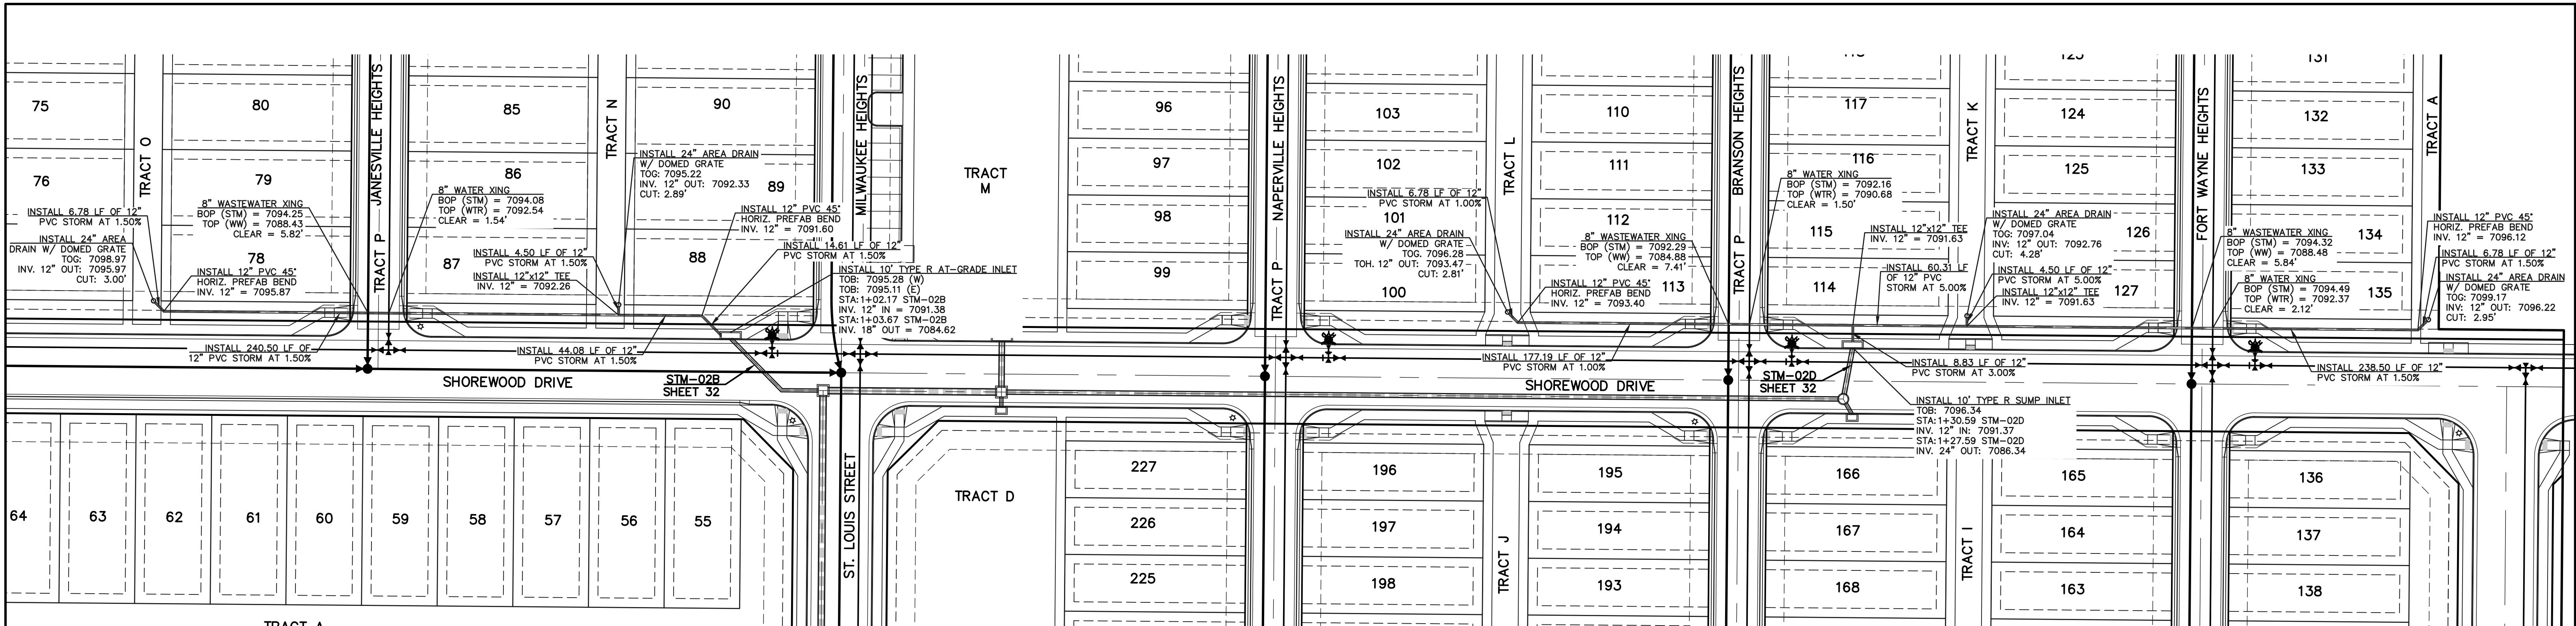 75
76
TRACT O
80
79
78
INSTALL 6.78 LF OF 12"
PVC STORM AT 1.50%
INSTALL 24" AREA
DRAIN W/ DOMED GRATE
TOG: 7098.97
INV. 12" OUT: 7095.97
CUT: 3.00'
8" WASTEWATER XING
BOP (STM) = 7094.25
TOP (WW) = 7088.43
CLEAR = 5.82'
INSTALL 12" PVC 45°
HORIZ. PREFAB BEND
INV. 12" = 7095.87
INSTALL 240.50 LF OF
12" PVC STORM AT 1.50%
TRACT P
JANESVILLE HEIGHTS
85
86
87
8" WATER XING
BOP (STM) = 7094.08
TOP (WTR) = 7092.54
CLEAR = 1.54'
INSTALL 4.50 LF OF 12"
PVC STORM AT 1.50%
INSTALL 12"x12" TEE
INV. 12" = 7092.26
INSTALL 44.08 LF OF 12"
PVC STORM AT 1.50%
TRACT N
90
89
88
INSTALL 24" AREA DRAIN
W/ DOMED GRATE
TOG: 7095.22
INV. 12" OUT: 7092.33
CUT: 2.89'
INSTALL 12" PVC 45°
HORIZ. PREFAB BEND
INV. 12" = 7091.60
INSTALL 14.61 LF OF 12"
PVC STORM AT 1.50%
INSTALL 10' TYPE R AT-GRADE INLET
TOB: 7095.28 (W)
TOB: 7095.11 (E)
STA:1+02.17 STM-02B
INV. 12" IN = 7091.38
STA:1+03.67 STM-02B
INV. 18" OUT = 7084.62
MILWAUKEE HEIGHTS
TRACT
M
96
97
98
99
TRACT P
NAPERVILLE HEIGHTS
103
102
101
100
INSTALL 6.78 LF OF 12"
PVC STORM AT 1.00%
INSTALL 24" AREA DRAIN
W/ DOMED GRATE
TOG. 7096.28
TOH. 12" OUT: 7093.47
CUT: 2.81'
TRACT L
110
111
112
113
8" WASTEWATER XING
BOP (STM) = 7092.29
TOP (WW) = 7084.88
CLEAR = 7.41'
INSTALL 12" PVC 45°
HORIZ. PREFAB BEND
INV. 12" = 7093.40
INSTALL 177.19 LF OF 12"
PVC STORM AT 1.00%
TRACT P
BRANSON HEIGHTS
117
116
115
114
8" WATER XING
BOP (STM) = 7092.16
TOP (WTR) = 7090.68
CLEAR = 1.50'
INSTALL 12"x12" TEE
INV. 12" = 7091.63
INSTALL 60.31 LF
OF 12" PVC
STORM AT 5.00%
TRACT K
124
125
126
127
INSTALL 24" AREA DRAIN
W/ DOMED GRATE
TOG: 7097.04
INV: 12" OUT: 7092.76
CUT: 4.28'
INSTALL 4.50 LF OF 12"
PVC STORM AT 5.00%
INSTALL 12"x12" TEE
INV. 12" = 7091.63
INSTALL 8.83 LF OF 12"
PVC STORM AT 3.00%
INSTALL 10' TYPE R SUMP INLET
TOB: 7096.34
STA:1+30.59 STM-02D
INV. 12" IN: 7091.37
STA:1+27.59 STM-02D
INV. 24" OUT: 7086.34
FORT WAYNE HEIGHTS
131
132
133
134
135
8" WASTEWATER XING
BOP (STM) = 7094.32
TOP (WW) = 7088.48
CLEAR = 5.84'
8" WATER XING
BOP (STM) = 7094.49
TOP (WTR) = 7092.37
CLEAR = 2.12'
TRACT A
INSTALL 12" PVC 45°
HORIZ. PREFAB BEND
INV. 12" = 7096.12
INSTALL 6.78 LF OF 12"
PVC STORM AT 1.50%
INSTALL 24" AREA DRAIN
W/ DOMED GRATE
TOG: 7099.17
INV: 12" OUT: 7096.22
CUT: 2.95'
INSTALL 238.50 LF OF 12"
PVC STORM AT 1.50%
SHOREWOOD DRIVE
STM-02B
SHEET 32
SHOREWOOD DRIVE
STM-02D
SHEET 32
64
63
62
61
60
59
58
57
56
55
ST. LOUIS STREET
TRACT D
227
226
225
196
197
198
TRACT J
195
194
193
166
167
168
TRACT I
165
164
163
136
137
138